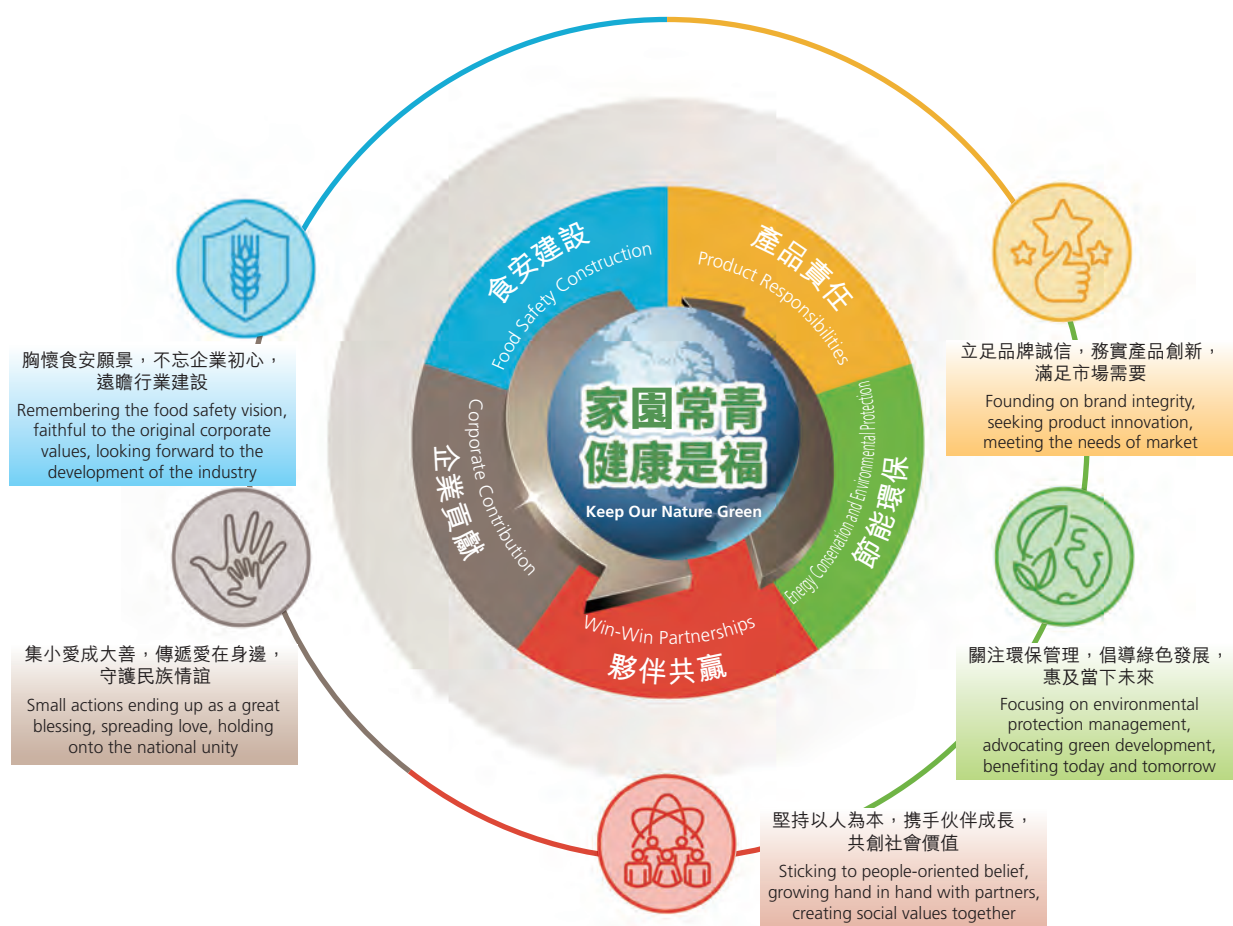 食安建設
Food Safety Construction
產品責任
Product Responsibilities
節能環保
Energy Conservation and Environmental Protection
夥伴共贏
Win-Win Partnerships
企業貢獻
Corporate Contribution
家園常青
健康是福
Keep Our Nature Green
胸懷食安願景，不忘企業初心，
遠瞻行業建設
Remembering the food safety vision,
faithful to the original corporate
values, looking forward to the
development of the industry
立足品牌誠信，務實產品創新，
滿足市場需要
Founding on brand integrity,
seeking product innovation,
meeting the needs of market
集小愛成大善，傳遞愛在身邊，
守護民族情誼
Small actions ending up as a great
blessing, spreading love, holding
onto the national unity
關注環保管理，倡導綠色發展，
惠及當下未來
Focusing on environmental
protection management,
advocating green development,
benefiting today and tomorrow
堅持以人為本，携手伙伴成長，
共創社會價值
Sticking to people-oriented belief,
growing hand in hand with partners,
creating social values together